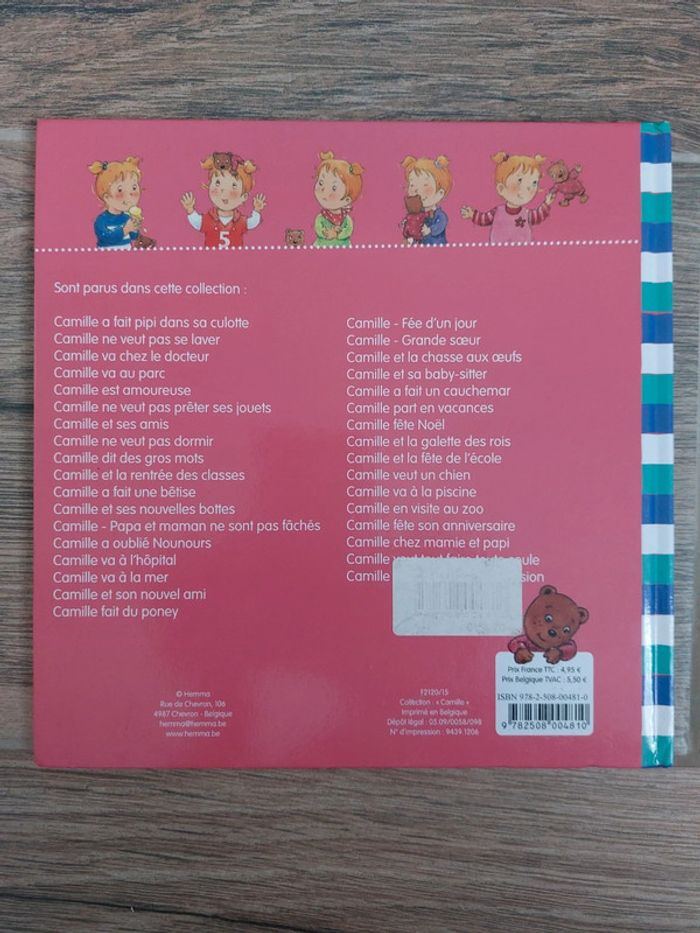 5
Sont parus dans cette collection :
Camille a fait pipi dans sa culotte
Camille ne veut pas se laver
Camille va chez le docteur
Camille va au parc
Camille est amoureuse
Camille ne veut pas prêter ses jouets
Camille et ses amis
Camille ne veut pas dormir
Camille dit des gros mots
Camille et la rentrée des classes
Camille a fait une bêtise
Camille et ses nouvelles bottes
Camille - Papa et maman ne sont pas fâchés
Camille a oublié Nounours
Camille va à l'hôpital
Camille va à la mer
Camille et son nouvel ami
Camille fait du poney
Camille - Fée d'un jour
Camille - Grande sœur
Camille et la chasse aux œufs
Camille et sa baby-sitter
Camille a fait un cauchemar
Camille part en vacances
Camille fête Noël
Camille et la galette des rois
Camille et la fête de l'école
Camille veut un chien
Camille va à la piscine
Camille en visite au zoo
Camille fête son anniversaire
Camille chez mamie et papi
Camille veut tout faire toute seule
Camille
© Hemma
Rue de Chevron, 106
4987 Chevron - Belgique
hemma@hemma.be
www.hemma.be
F2120/15
Collection : « Camille »
Imprimé en Belgique
Dépôt légal : 05.09/0058/098
N° d'impression : 9439 1206
Prix France TTC : 4,95 €
Prix Belgique TVAC : 5,50 €
ISBN 978-2-508-00481-0
9 782508 004810